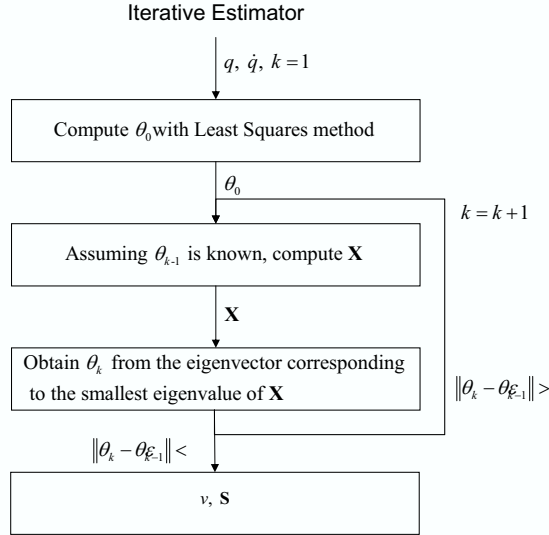 Iterative Estimator
q, q̇, k = 1
Compute θ₀ with Least Squares method
θ₀
k = k + 1
Assuming θₖ₋₁ is known, compute X
X
Obtain θₖ from the eigenvector corresponding
to the smallest eigenvalue of X
‖θₖ − θₖ₋₁‖ > ε
‖θₖ − θₖ₋₁‖ < ε
v, S